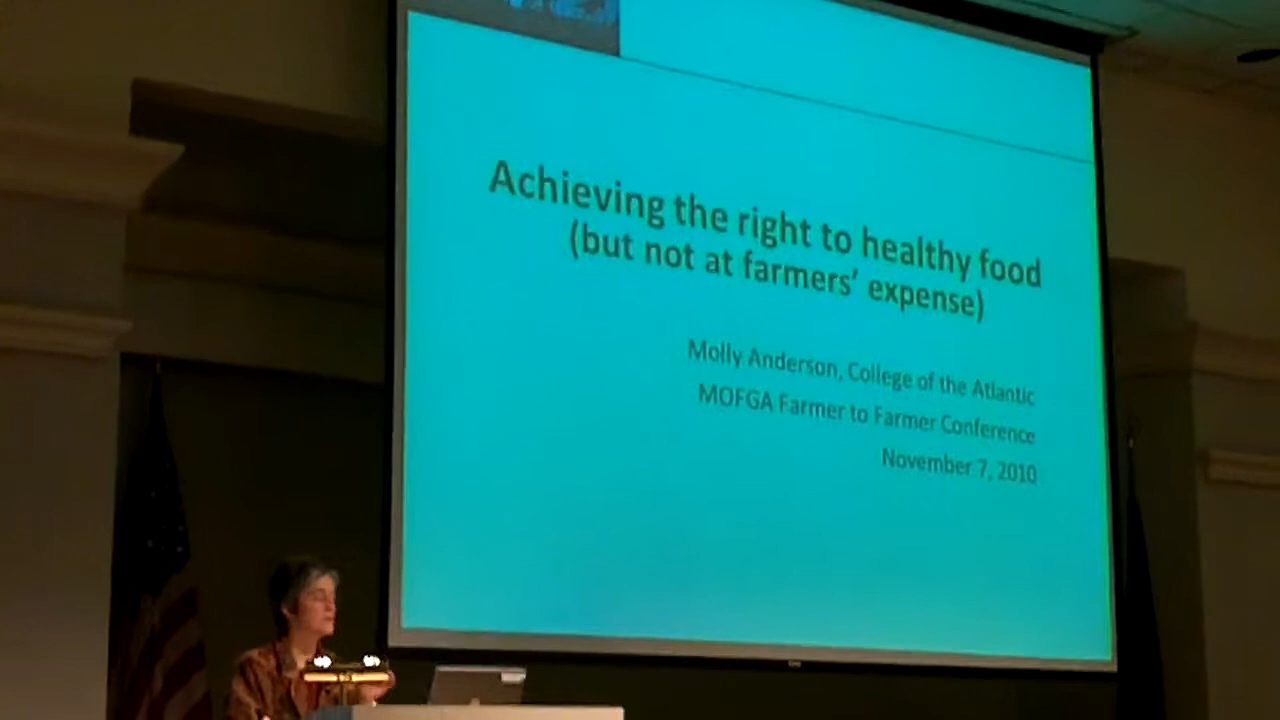 Achieving the right to healthy food
(but not at farmers’ expense)
Molly Anderson, College of the Atlantic
MOFGA Farmer to Farmer Conference
November 7, 2010